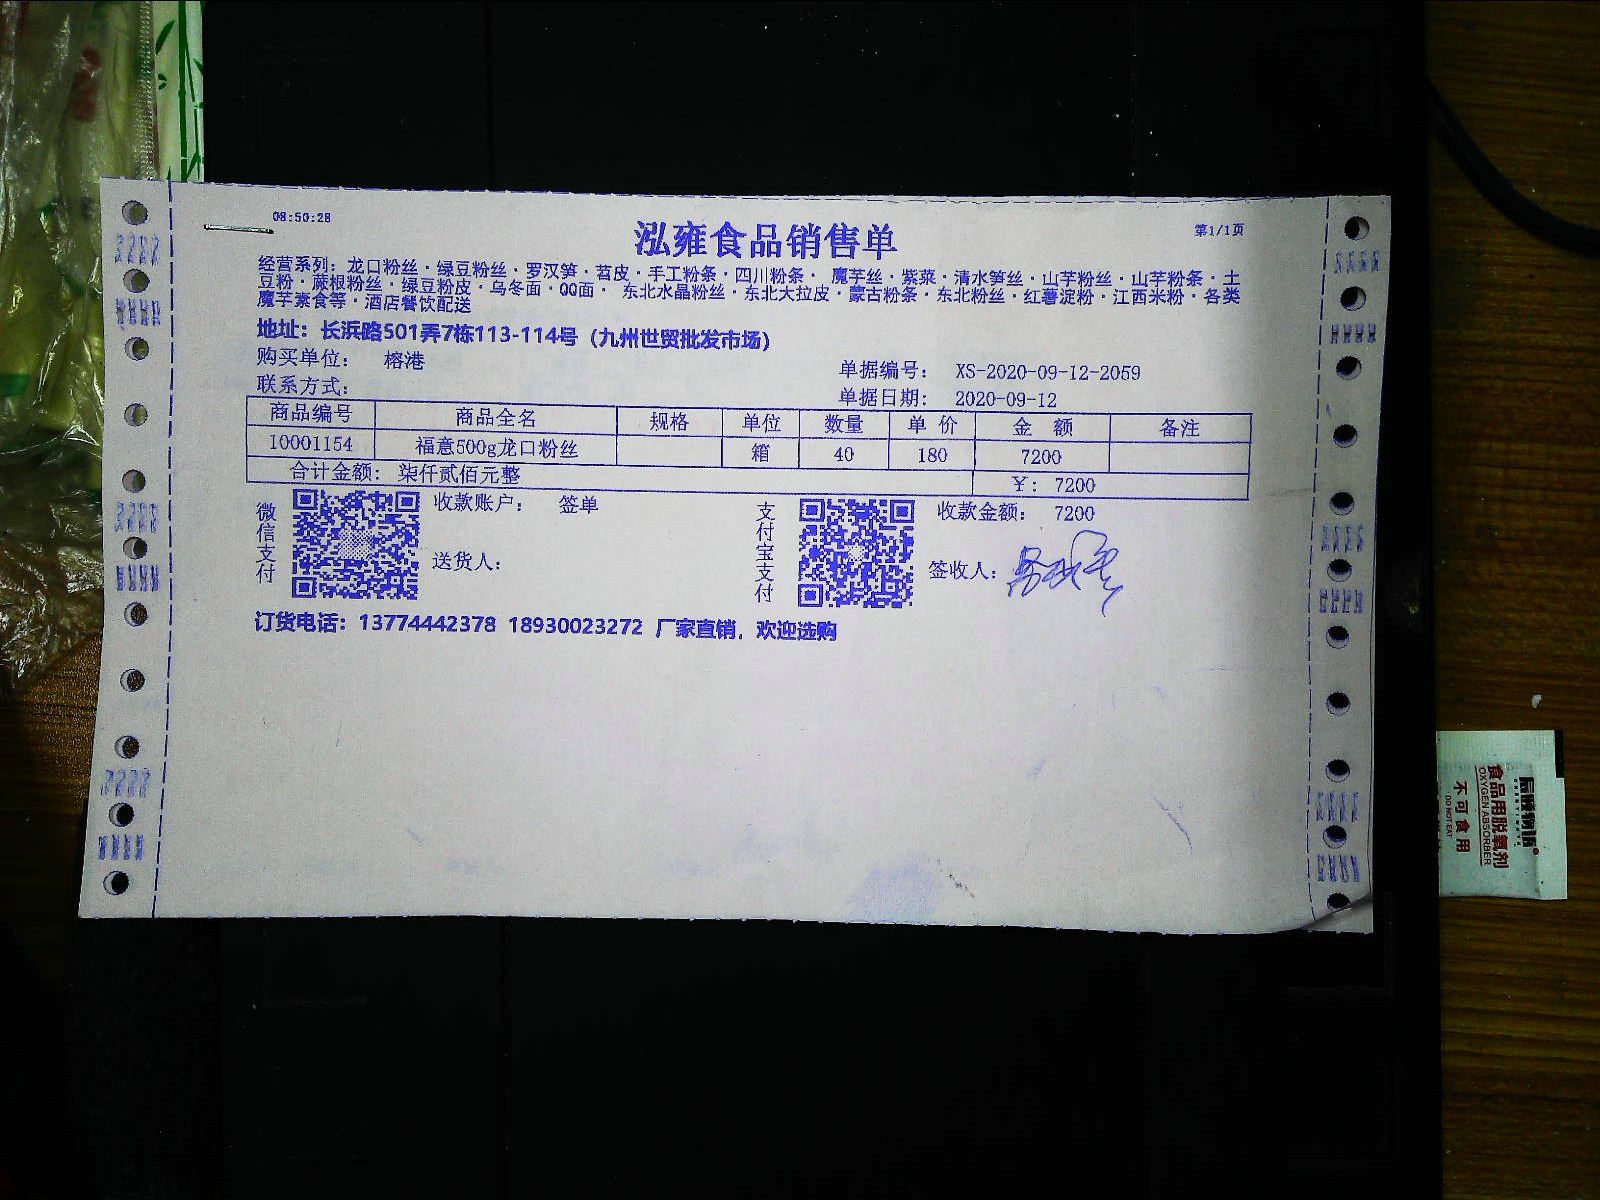 08:50:28
泓雍食品销售单
第1/1页
经营系列：龙口粉丝·绿豆粉丝·罗汉笋·苕皮·手工粉条·四川粉条· 魔芋丝·紫菜·清水笋丝·山芋粉丝·山芋粉条·土
豆粉·蕨根粉丝·绿豆粉皮·乌冬面·QQ面· 东北水晶粉丝·东北大拉皮·蒙古粉条·东北粉丝·红薯淀粉·江西米粉·各类
魔芋素食等·酒店餐饮配送
地址：长浜路501弄7栋113-114号（九州世贸批发市场）
购买单位： 榕港
单据编号： XS-2020-09-12-2059
联系方式：
单据日期： 2020-09-12
商品编号 商品全名 规格 单位 数量 单 价 金 额 备注
10001154 福意500g龙口粉丝 箱 40 180 7200
合计金额： 柒仟贰佰元整 ￥： 7200
微信支付
收款账户： 签单
支付宝支付
收款金额： 7200
送货人：
签收人：
订货电话：13774442378 18930023272 厂家直销，欢迎选购
食品用脱氧剂
OXYGEN ABSORBER
不可食用
DO NOT EAT